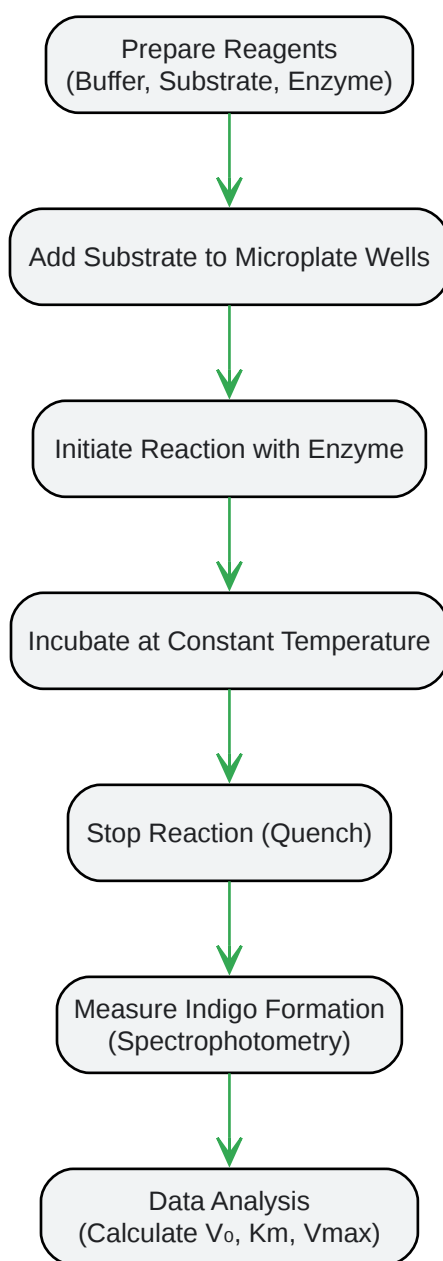 Prepare Reagents
(Buffer, Substrate, Enzyme)
Add Substrate to Microplate Wells
Initiate Reaction with Enzyme
Incubate at Constant Temperature
Stop Reaction (Quench)
Measure Indigo Formation
(Spectrophotometry)
Data Analysis
(Calculate V₀, Km, Vmax)